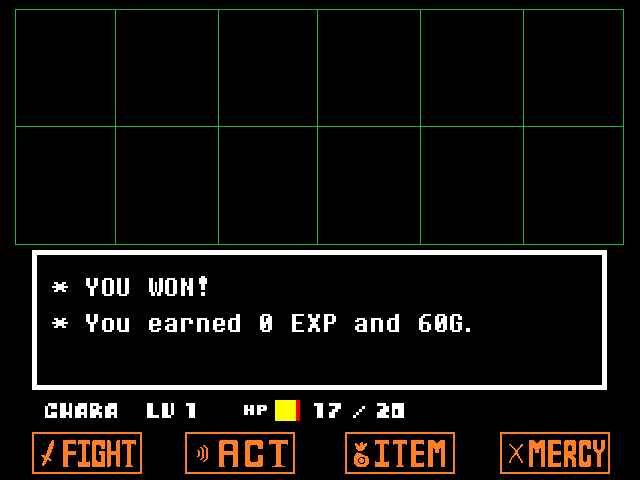 * YOU WON!
* You earned 0 EXP and 60G.
CHARA LV 1 HP 17 / 20
FIGHT ACT ITEM MERCY